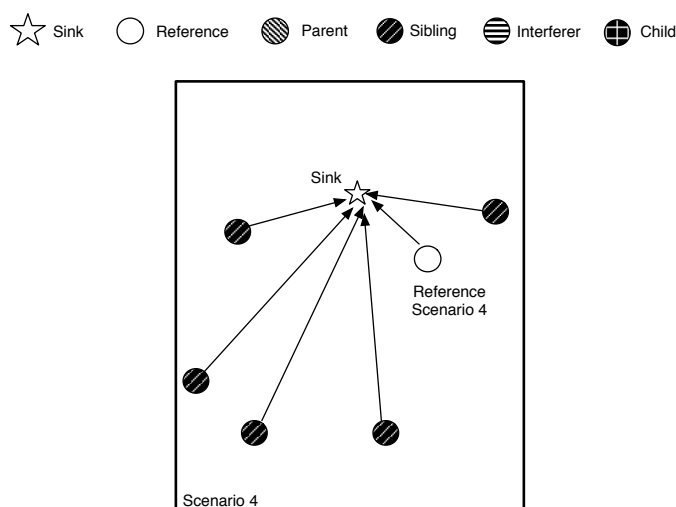 Sink Reference Parent Sibling Interferer Child
Sink
Reference
Scenario 4
Scenario 4